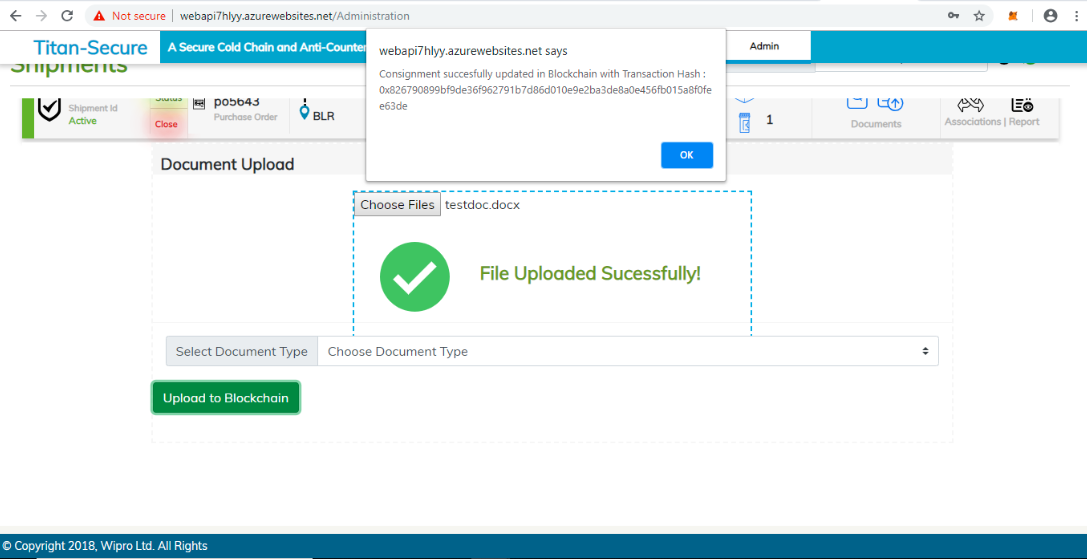 Not secure | webapi7hlyy.azurewebsites.net/Administration
Titan-Secure
A Secure Cold Chain and Anti-Counter
Admin
webapi7hlyy.azurewebsites.net says
Consignment succesfully updated in Blockchain with Transaction Hash :
0x826790899bf9de36f962791b7d86d010e9e2ba3de8a0e456fb015a8f0fe
e63de
OK
Shipments
Shipment Id
Active
Status
Close
po5643
Purchase Order
BLR
1
Documents
Associations | Report
Document Upload
Choose Files testdoc.docx
File Uploaded Sucessfully!
Select Document Type Choose Document Type
Upload to Blockchain
© Copyright 2018, Wipro Ltd. All Rights